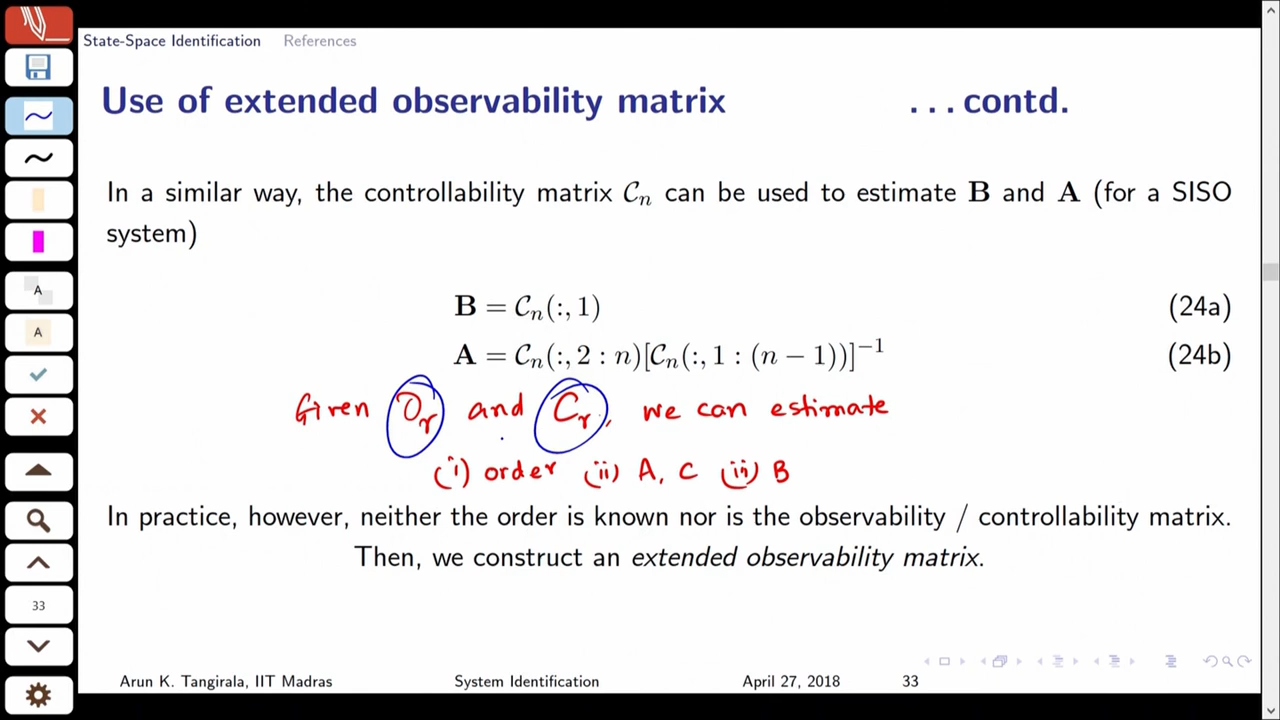 State-Space Identification References
Use of extended observability matrix . . . contd.
In a similar way, the controllability matrix 𝒞ₙ can be used to estimate B and A (for a SISO
system)
B = 𝒞ₙ(:, 1) (24a)
A = 𝒞ₙ(:, 2 : n)[𝒞ₙ(:, 1 : (n − 1))]⁻¹ (24b)
Given 𝒪ᵣ and 𝒞ᵣ, we can estimate
(i) order (ii) A, C (iii) B
In practice, however, neither the order is known nor is the observability / controllability matrix.
Then, we construct an extended observability matrix.
A
A
33
Arun K. Tangirala, IIT Madras System Identification April 27, 2018 33